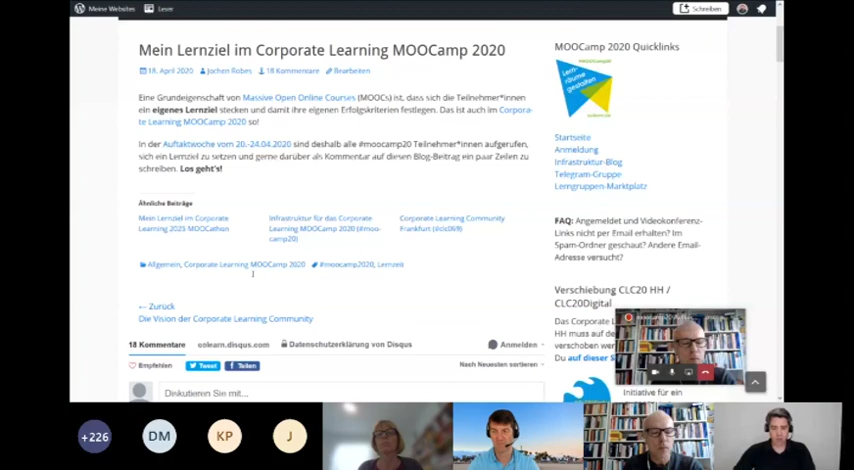 Meine Websites
Leser
Schreiben
Mein Lernziel im Corporate Learning MOOCamp 2020
18. April 2020 Jochen Robes 18 Kommentare Bearbeiten
Eine Grundeigenschaft von Massive Open Online Courses (MOOCs) ist, dass sich die Teilnehmer*innen
ein eigenes Lernziel stecken und damit ihre eigenen Erfolgskriterien festlegen. Das ist auch im Corpora-
te Learning MOOCamp 2020 so!
In der Auftaktwoche vom 20.-24.04.2020 sind deshalb alle #moocamp20 Teilnehmer*innen aufgerufen,
sich ein Lernziel zu setzen und gerne darüber als Kommentar auf diesen Blog-Beitrag ein paar Zeilen zu
schreiben. Los geht's!
Ähnliche Beiträge
Mein Lernziel im Corporate
Learning 2025 MOOCathon
Infrastruktur für das Corporate
Learning MOOCamp 2020 (#moo-
camp20)
Corporate Learning Community
Frankfurt (#clc069)
Allgemein, Corporate Learning MOOCamp 2020 #moocamp2020, Lernziel
← Zurück
Die Vision der Corporate Learning Community
18 Kommentare colearn.disqus.com Datenschutzerklärung von Disqus
Anmelden
Empfehlen Tweet Teilen
Nach Neuesten sortieren
Diskutieren Sie mit...
MOOCamp 2020 Quicklinks
#MOOCamp20
Lern-
räume
gestalten
Startseite
Anmeldung
Infrastruktur-Blog
Telegram-Gruppe
Lerngruppen-Marktplatz
FAQ: Angemeldet und Videokonferenz-
Links nicht per Email erhalten? Im
Spam-Ordner geschaut? Andere Email-
Adresse versucht?
Verschiebung CLC20 HH /
CLC20Digital
Das Corporate L
HH muss auf de
verschoben wer
Du auf dieser S
Initiative für ein
+226
DM
KP
J